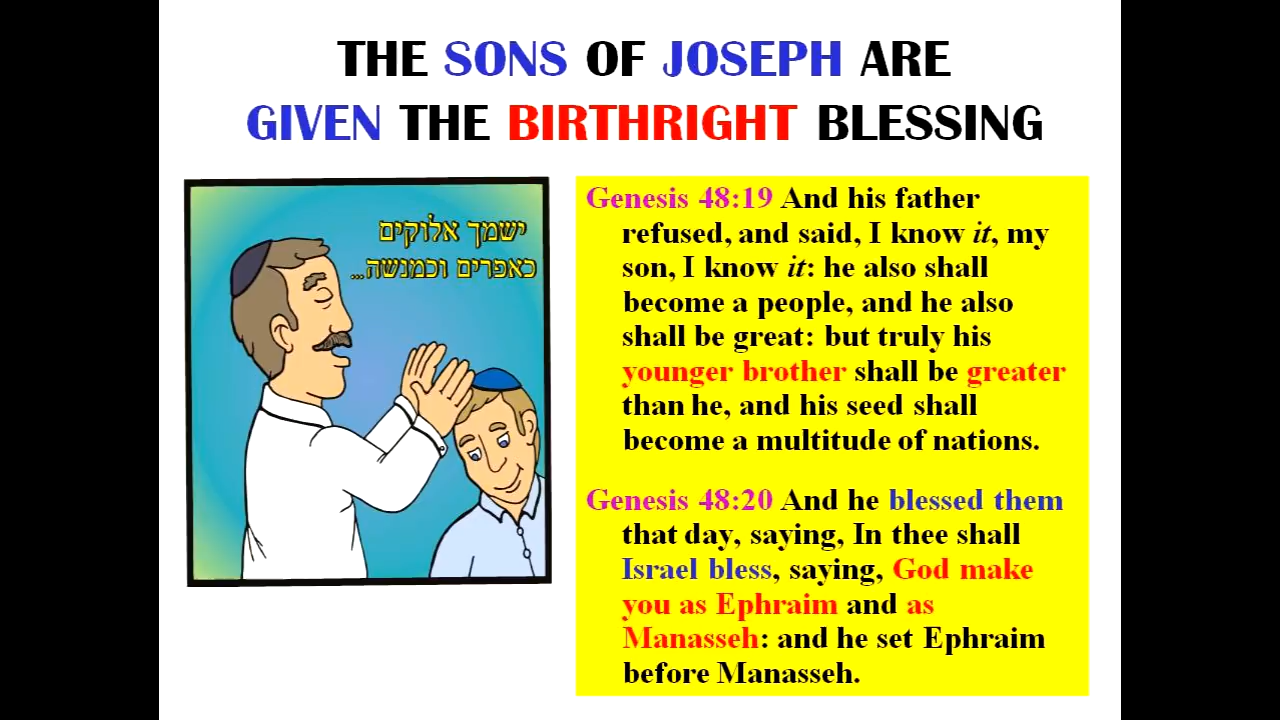 THE SONS OF JOSEPH ARE
GIVEN THE BIRTHRIGHT BLESSING
ישמך אלוקים
כאפרים וכמנשה...
Genesis 48:19 And his father
refused, and said, I know it, my
son, I know it: he also shall
become a people, and he also
shall be great: but truly his
younger brother shall be greater
than he, and his seed shall
become a multitude of nations.
Genesis 48:20 And he blessed them
that day, saying, In thee shall
Israel bless, saying, God make
you as Ephraim and as
Manasseh: and he set Ephraim
before Manasseh.